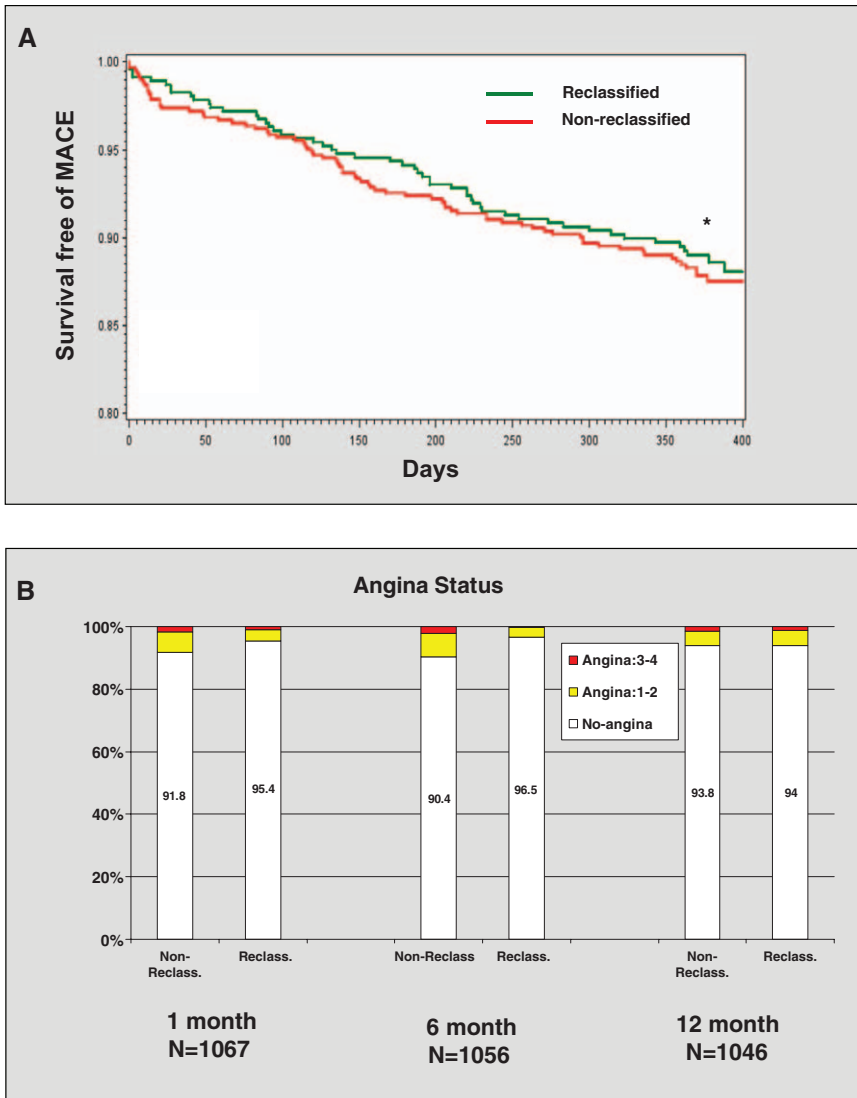 A
Survival free of MACE
1.00
0.95
0.90
0.85
0.80
Reclassified
Non-reclassified
*
0 50 100 150 200 250 300 350 400
Days
B
Angina Status
100%
80%
60%
40%
20%
0%
Angina:3-4
Angina:1-2
No-angina
91.8 95.4 90.4 96.5 93.8 94
Non-
Reclass.
Reclass.
Non-Reclass
Reclass.
Non-
Reclass.
Reclass.
1 month
N=1067
6 month
N=1056
12 month
N=1046